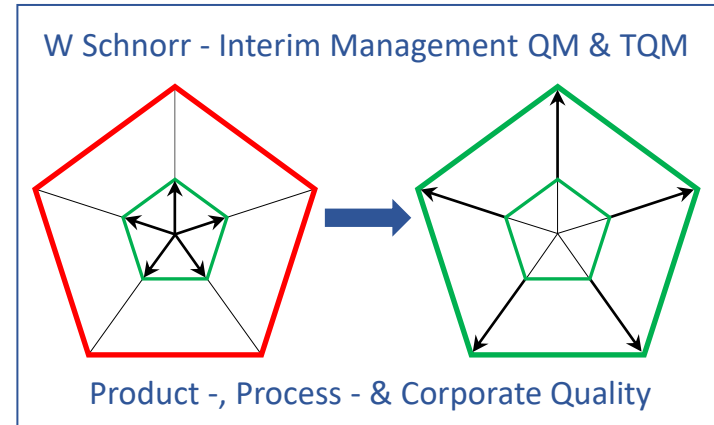 W Schnorr - Interim Management QM & TQM
Product -, Process - & Corporate Quality